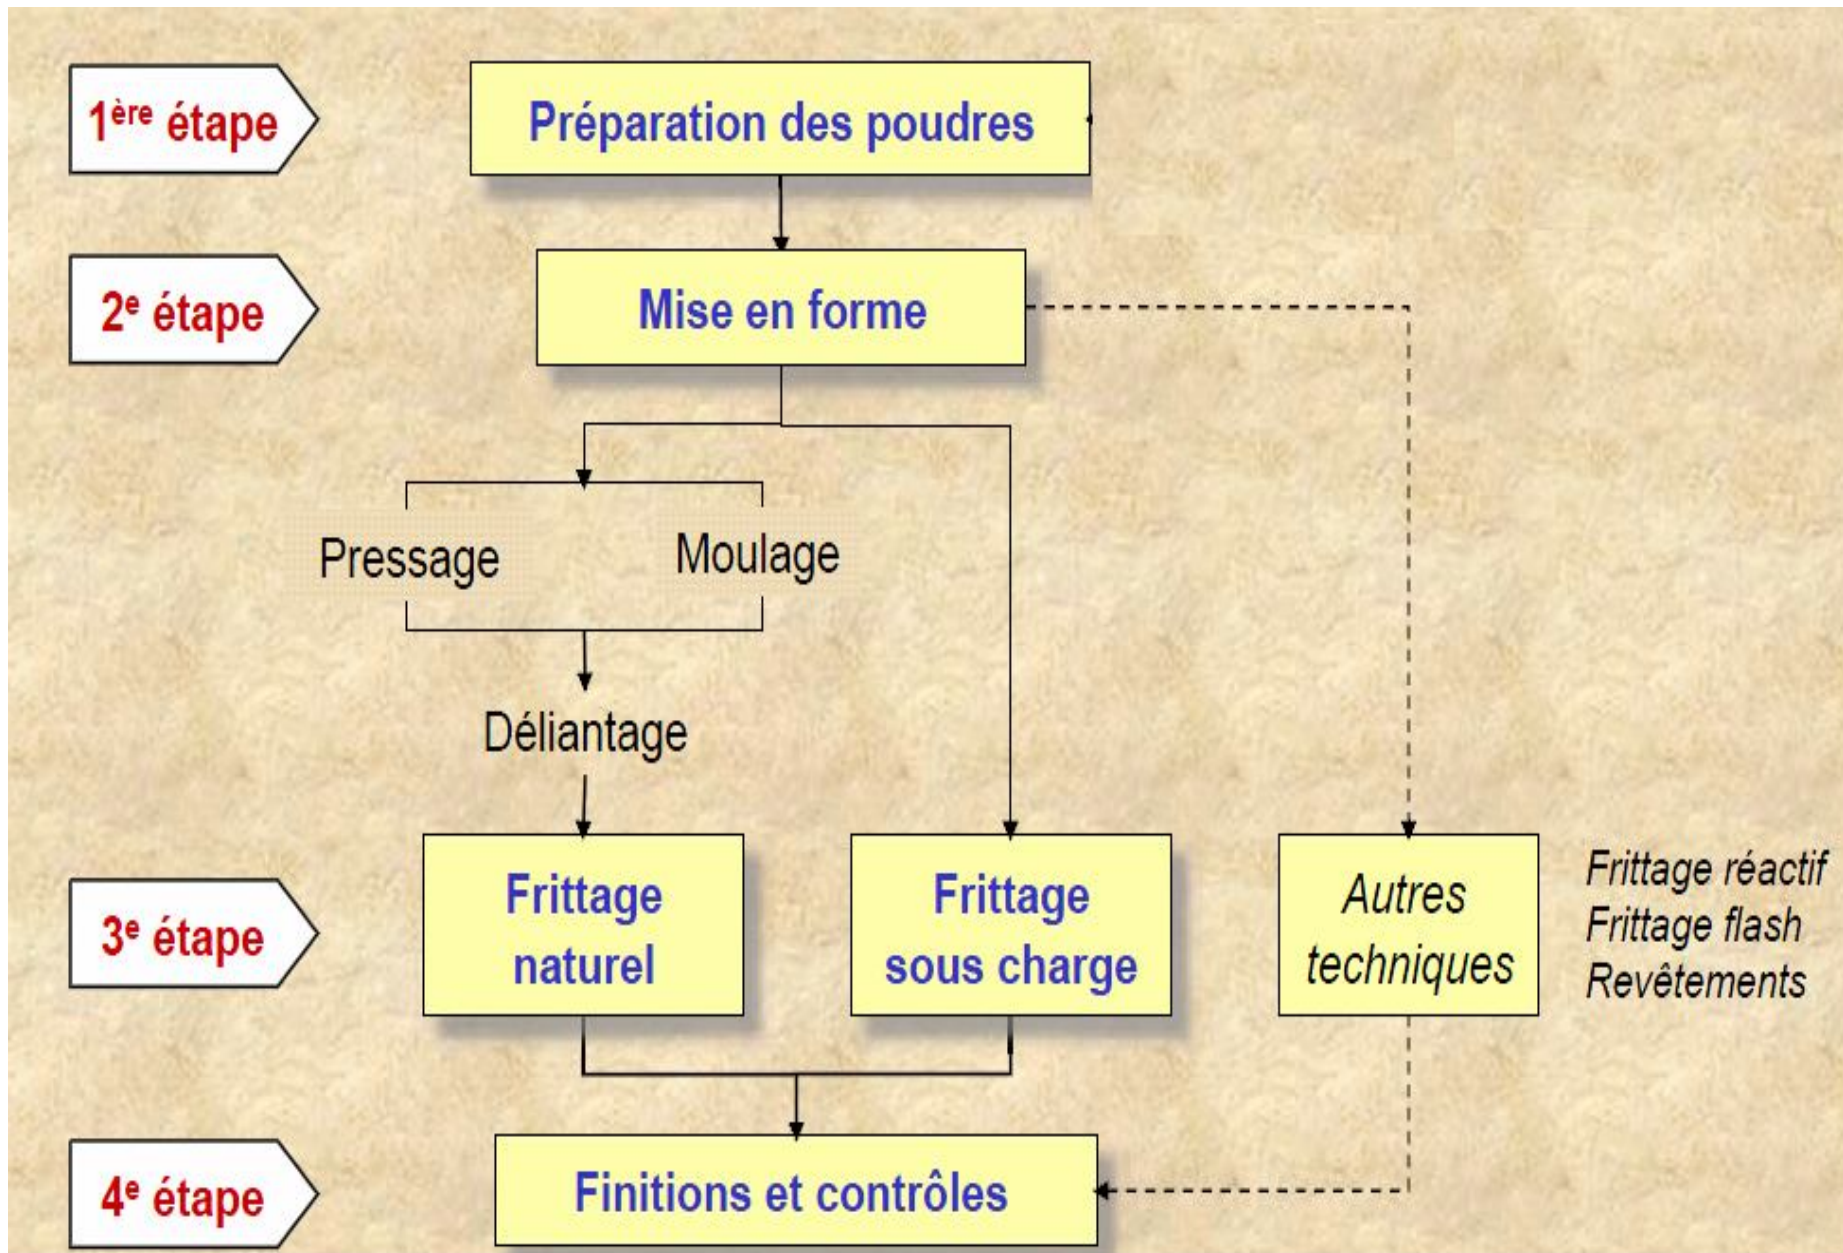 1ère étape
Préparation des poudres
2e étape
Mise en forme
Pressage
Moulage
Déliantage
3e étape
Frittage
naturel
Frittage
sous charge
Autres
techniques
Frittage réactif
Frittage flash
Revêtements
4e étape
Finitions et contrôles